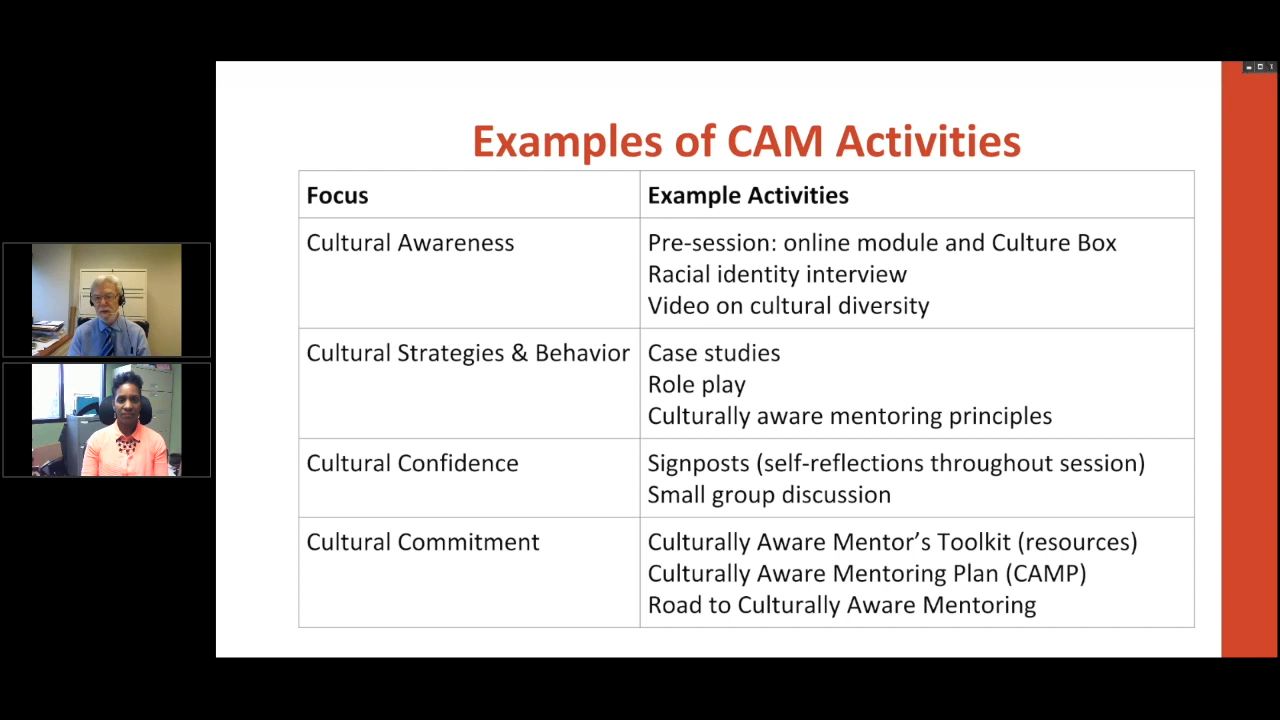 Examples of CAM Activities
Focus
Example Activities
Cultural Awareness
Pre-session: online module and Culture Box
Racial identity interview
Video on cultural diversity
Cultural Strategies & Behavior
Case studies
Role play
Culturally aware mentoring principles
Cultural Confidence
Signposts (self-reflections throughout session)
Small group discussion
Cultural Commitment
Culturally Aware Mentor’s Toolkit (resources)
Culturally Aware Mentoring Plan (CAMP)
Road to Culturally Aware Mentoring